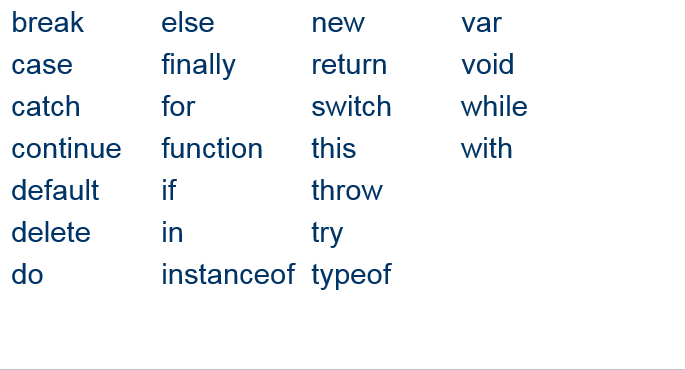 break else new var
case finally return void
catch for switch while
continue function this with
default if throw
delete in try
do instanceof typeof